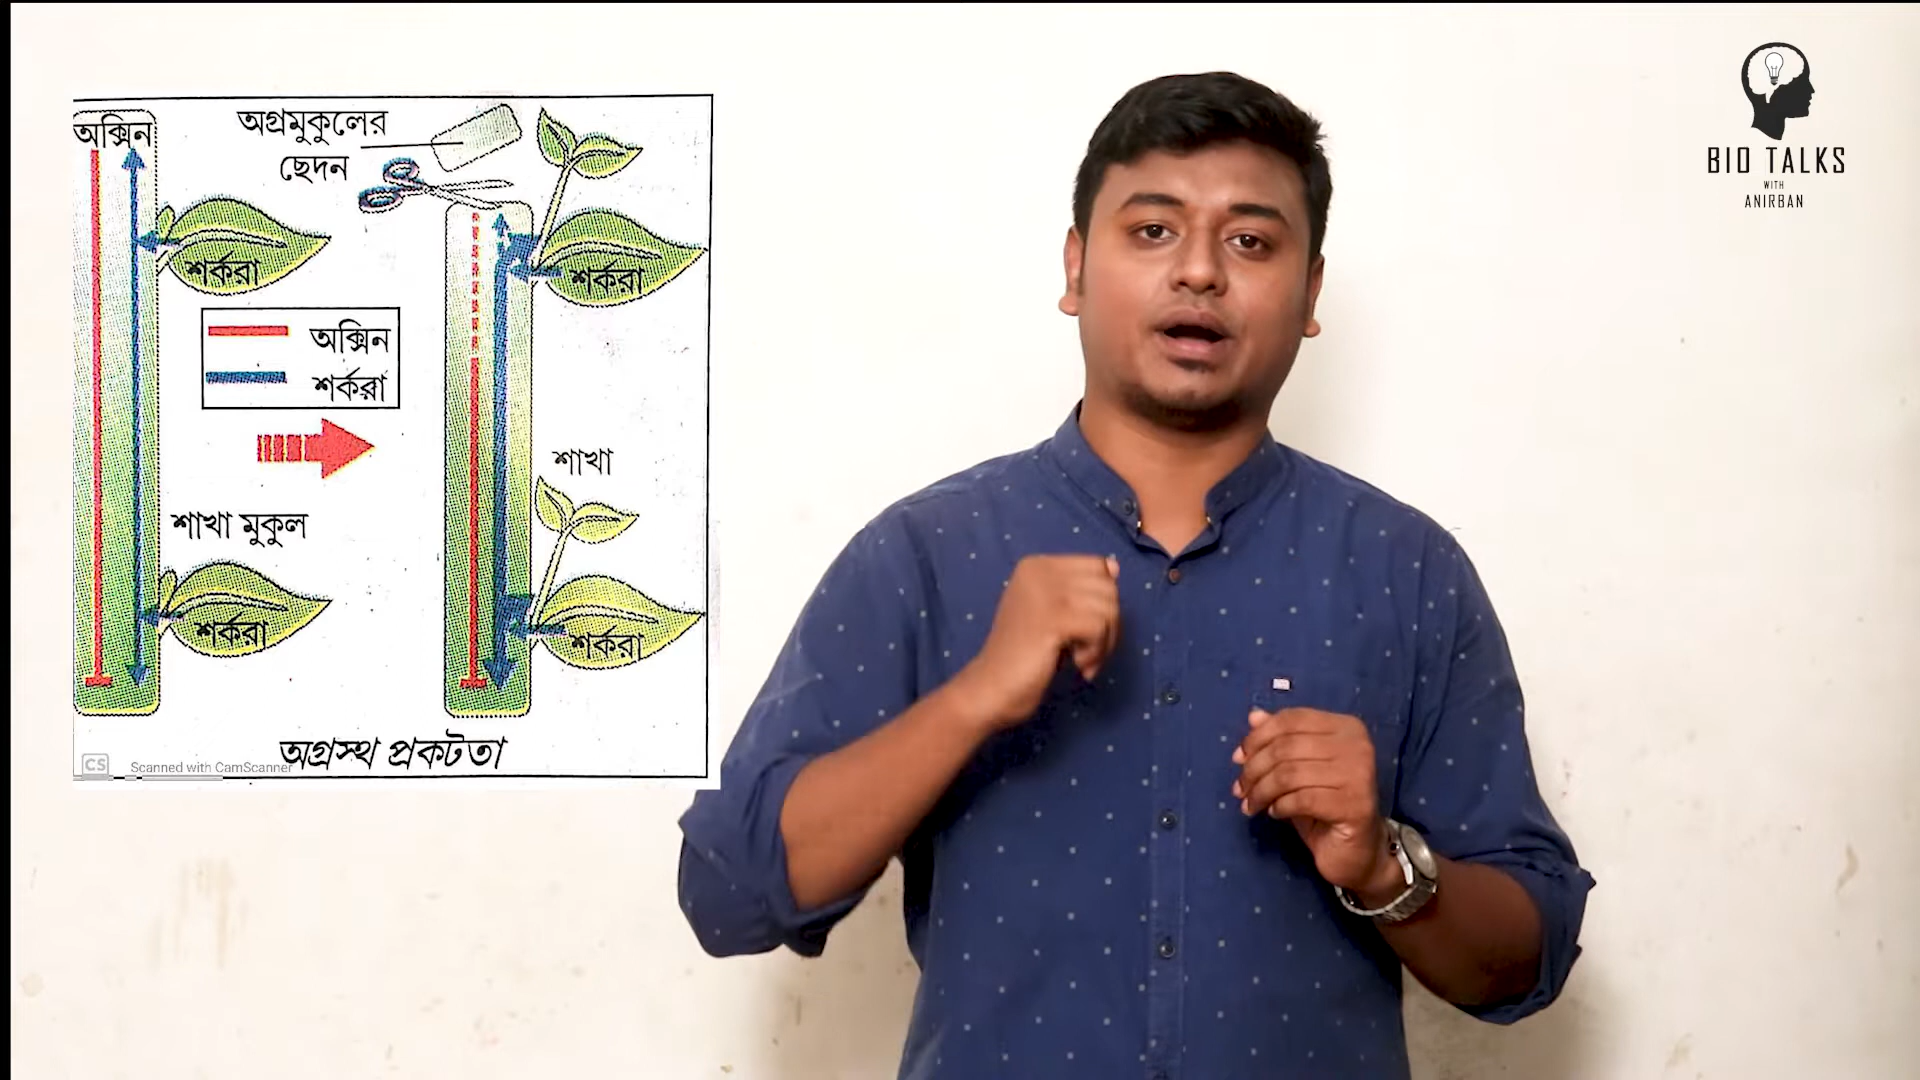 অক্সিন
অগ্রমুকুলের
ছেদন
শর্করা
শর্করা
অক্সিন
শর্করা
শাখা
শাখা মুকুল
শর্করা
শর্করা
অগ্রস্থ প্রকটতা
CS Scanned with CamScanner
BIO TALKS
WITH
ANIRBAN